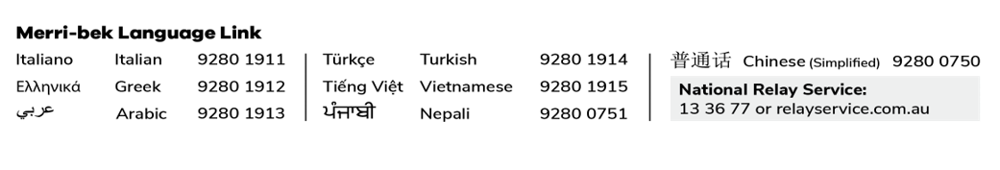 Merri-bek Language Link
Italiano Italian 9280 1911
Ελληνικά Greek 9280 1912
عربي Arabic 9280 1913
Türkçe Turkish 9280 1914
Tiếng Việt Vietnamese 9280 1915
ਪੰਜਾਬੀ Nepali 9280 0751
普通话 Chinese (Simplified) 9280 0750
National Relay Service:
13 36 77 or relayservice.com.au